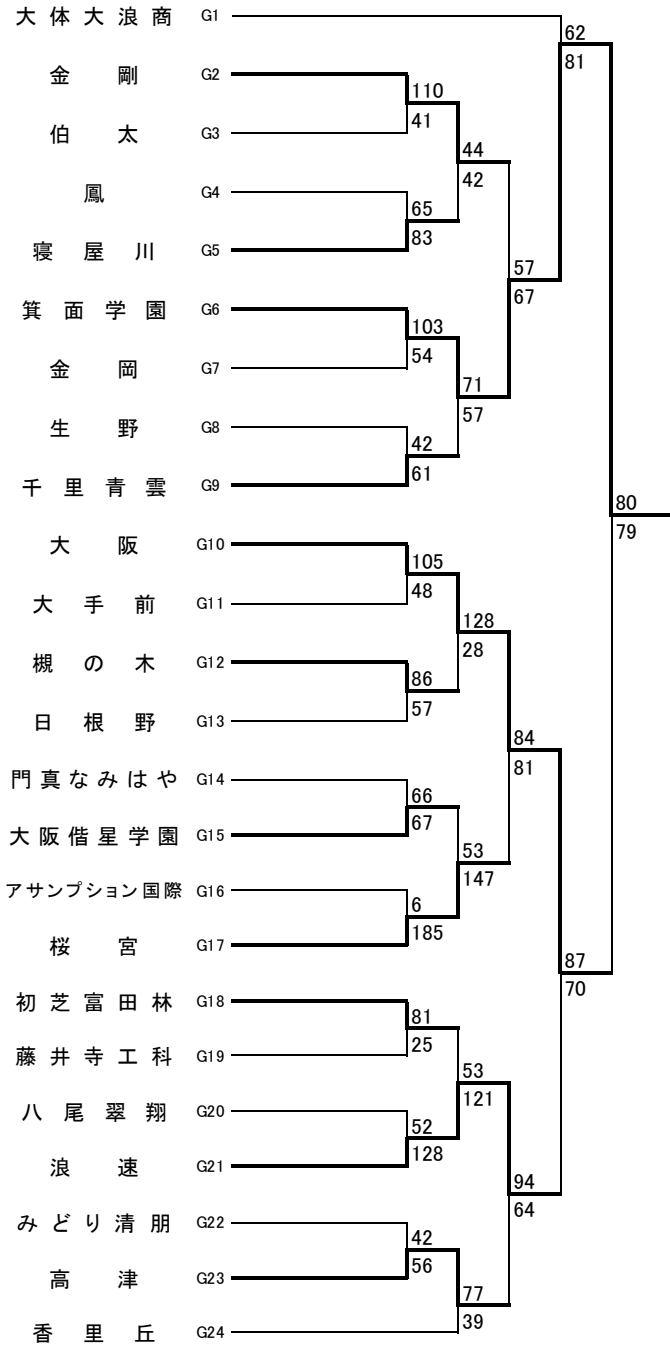 大体大浪商 G1
62
81
金剛 G2
110
41
伯太 G3
44
42
鳳 G4
65
83
寝屋川 G5
57
67
箕面学園 G6
103
54
金岡 G7
71
57
生野 G8
42
61
千里青雲 G9
80
79
大阪 G10
105
48
大手前 G11
128
28
槻の木 G12
86
57
日根野 G13
84
81
門真なみはや G14
66
67
大阪偕星学園 G15
53
147
アサンプション国際 G16
6
185
桜宮 G17
87
70
初芝富田林 G18
81
25
藤井寺工科 G19
53
121
八尾翠翔 G20
52
128
浪速 G21
94
64
みどり清朋 G22
42
56
高津 G23
77
39
香里丘 G24